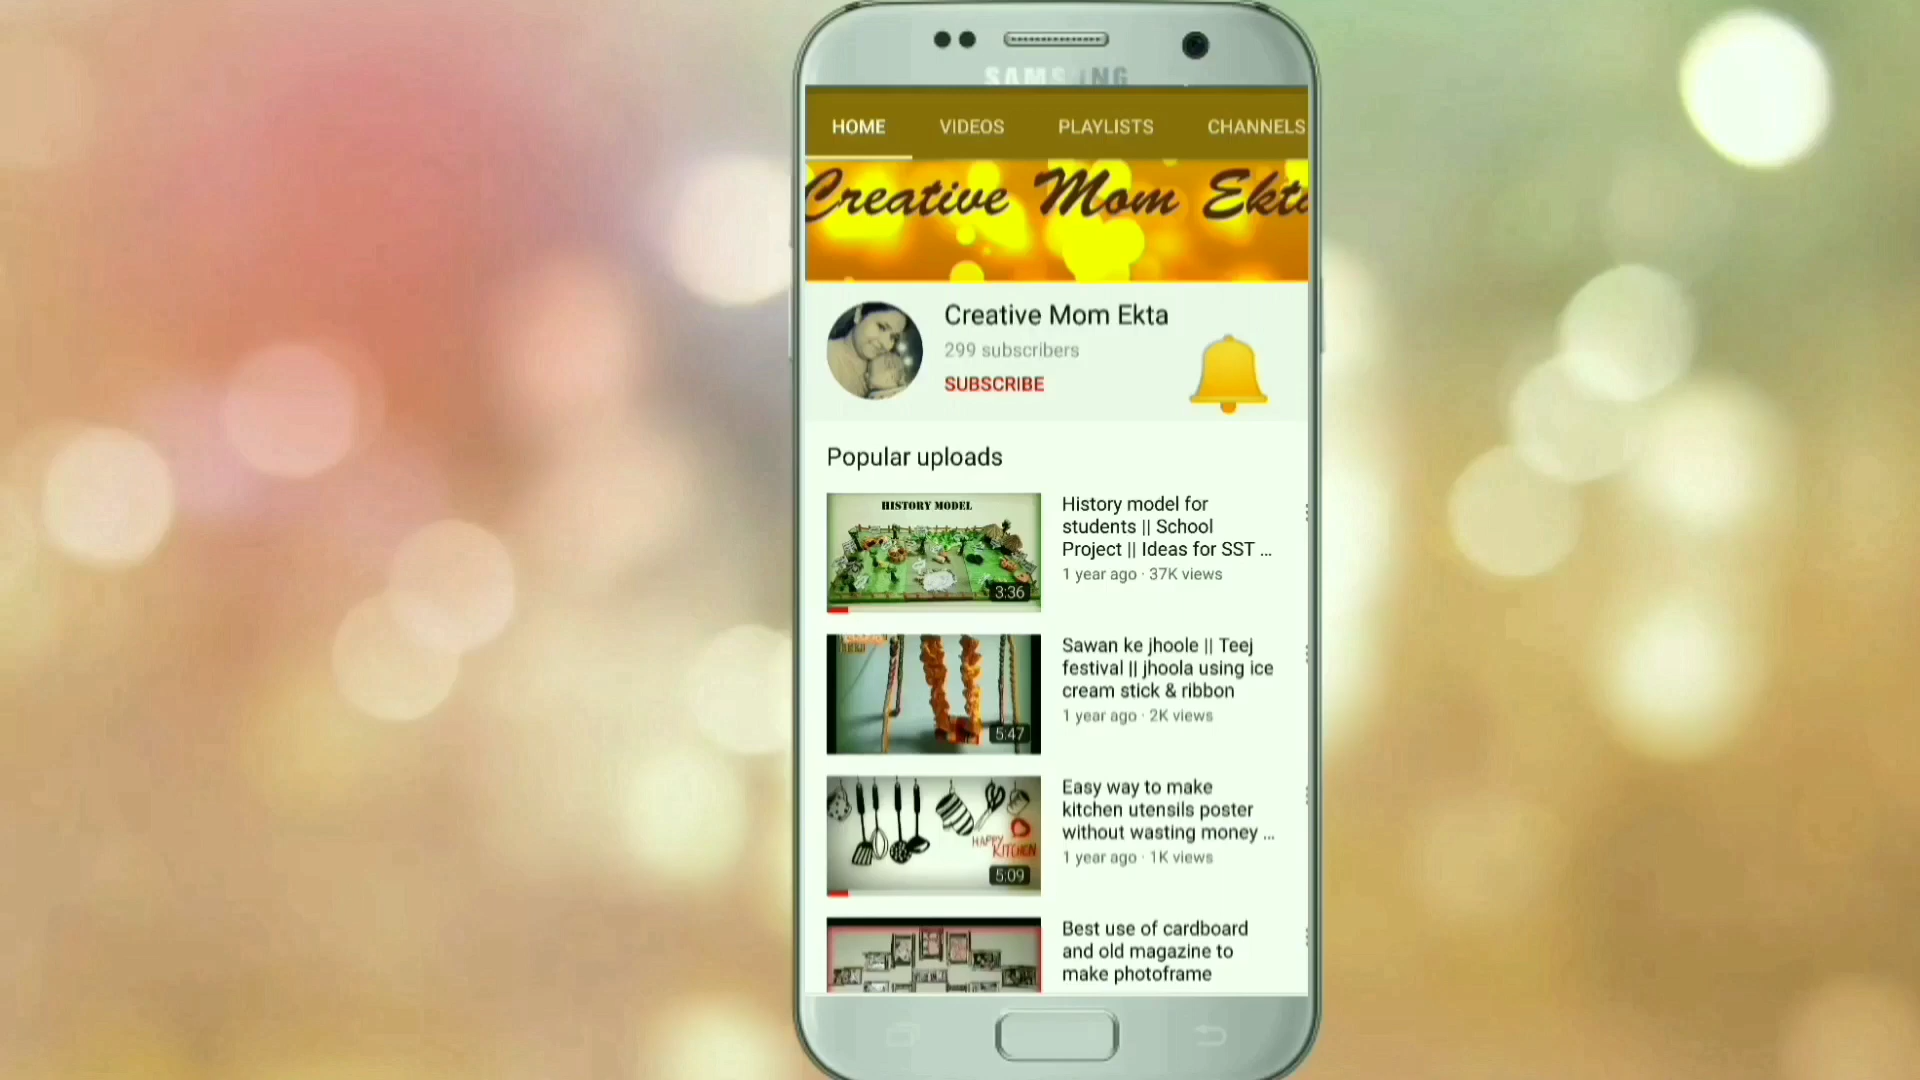 SAMSUNG
HOME VIDEOS PLAYLISTS CHANNELS
Creative Mom Ekta
Creative Mom Ekta
299 subscribers
SUBSCRIBE
Popular uploads
HISTORY MODEL
3:36
History model for
students || School
Project || Ideas for SST ...
1 year ago · 37K views
5:47
Sawan ke jhoole || Teej
festival || jhoola using ice
cream stick & ribbon
1 year ago · 2K views
HAPPY
KITCHEN
5:09
Easy way to make
kitchen utensils poster
without wasting money ...
1 year ago · 1K views
Best use of cardboard
and old magazine to
make photoframe